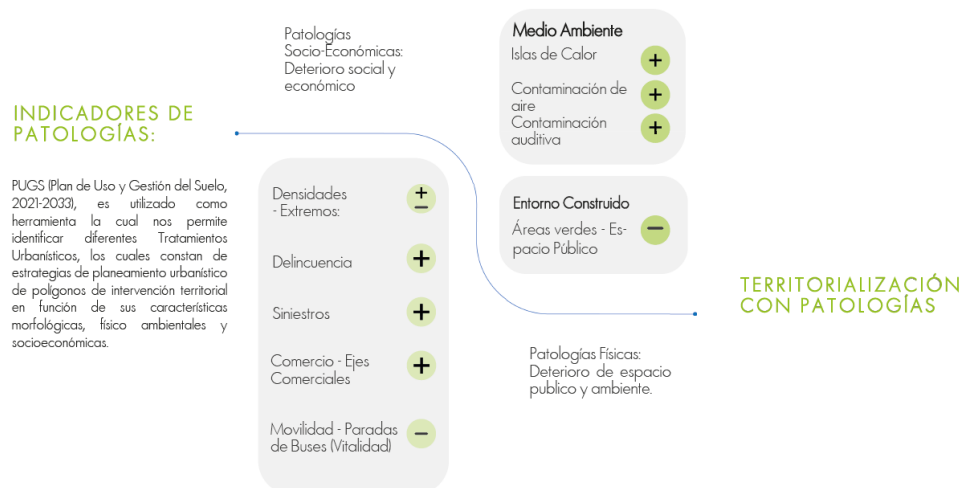 INDICADORES DE
PATOLOGÍAS:
PUGS (Plan de Uso y Gestión del Suelo,
2021-2033), es utilizado como
herramienta la cual nos permite
identificar diferentes Tratamientos
Urbanísticos, los cuales constan de
estrategias de planeamiento urbanístico
de polígonos de intervención territorial
en función de sus características
morfológicas, físico ambientales y
socioeconómicas.
Patologías
Socio-Económicas:
Deterioro social y
económico
Densidades
- Extremos:
±
Delincuencia
+
Siniestros
+
Comercio - Ejes
Comerciales
+
Movilidad - Paradas
de Buses (Vitalidad)
−
Medio Ambiente
Islas de Calor
+
Contaminación de
aire
+
Contaminación
auditiva
+
Entorno Construido
Áreas verdes - Es-
pacio Público
−
Patologías Físicas:
Deterioro de espacio
publico y ambiente.
TERRITORIALIZACIÓN
CON PATOLOGÍAS